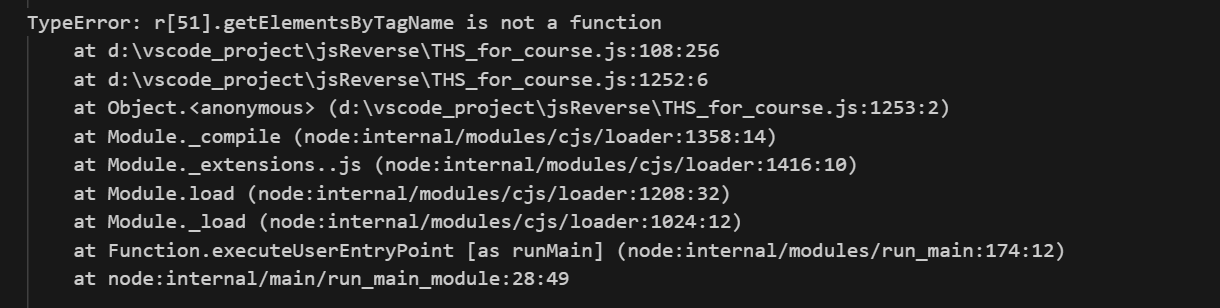 TypeError: r[51].getElementsByTagName is not a function
    at d:\vscode_project\jsReverse\THS_for_course.js:108:256
    at d:\vscode_project\jsReverse\THS_for_course.js:1252:6
    at Object.<anonymous> (d:\vscode_project\jsReverse\THS_for_course.js:1253:2)
    at Module._compile (node:internal/modules/cjs/loader:1358:14)
    at Module._extensions..js (node:internal/modules/cjs/loader:1416:10)
    at Module.load (node:internal/modules/cjs/loader:1208:32)
    at Module._load (node:internal/modules/cjs/loader:1024:12)
    at Function.executeUserEntryPoint [as runMain] (node:internal/modules/run_main:174:12)
    at node:internal/main/run_main_module:28:49